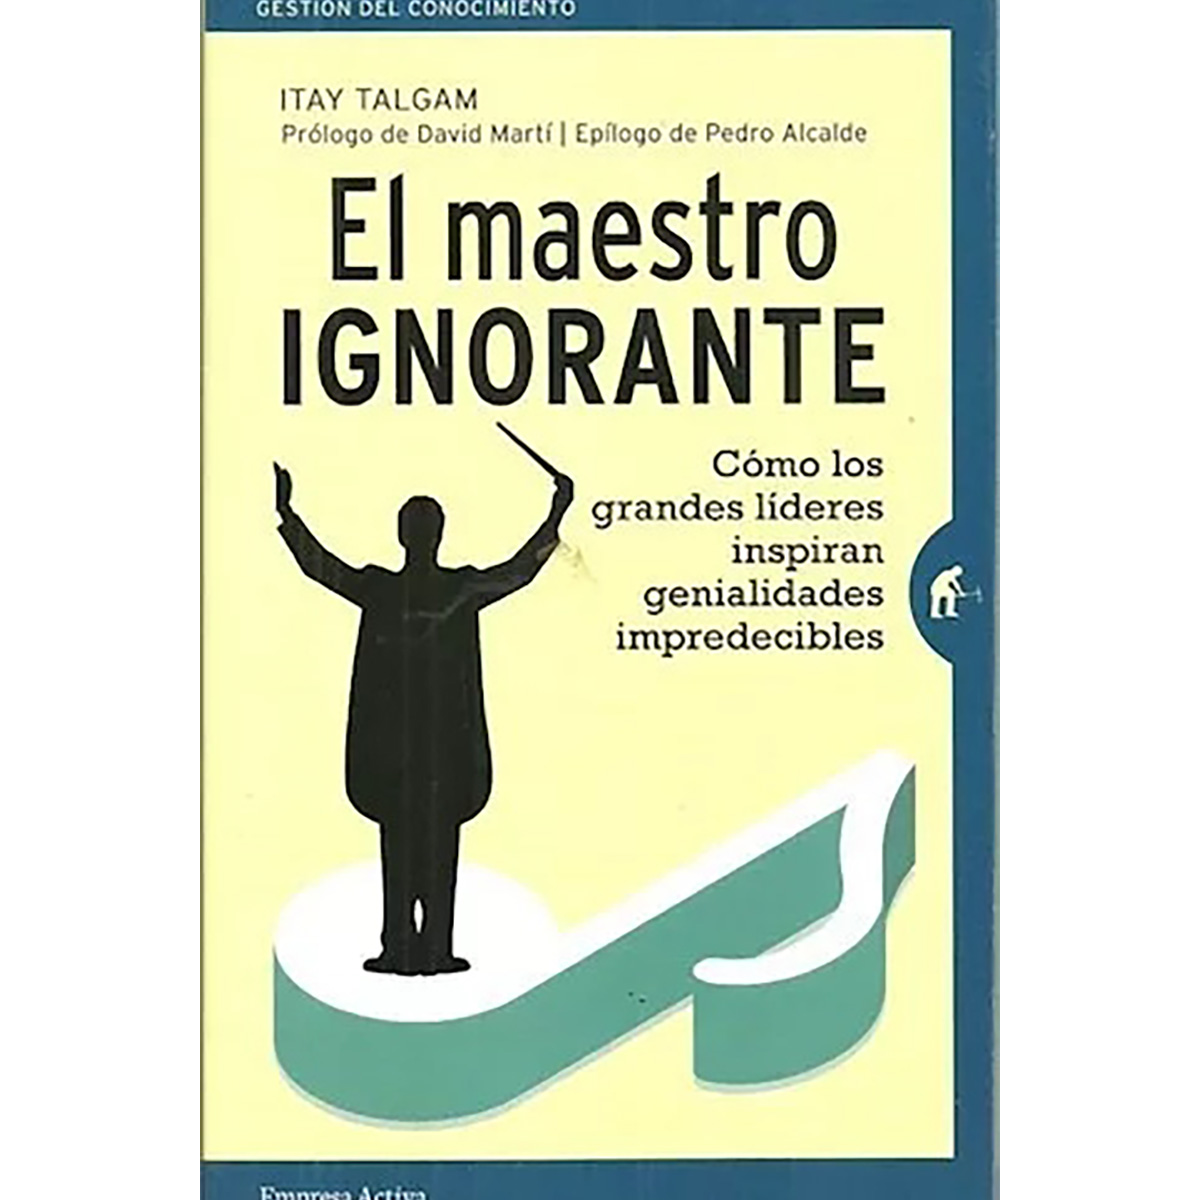 GESTIÓN DEL CONOCIMIENTO
ITAY TALGAM
Prólogo de David Martí | Epílogo de Pedro Alcalde
El maestro
IGNORANTE
Cómo los
grandes líderes
inspiran
genialidades
impredecibles
Empresa Activa